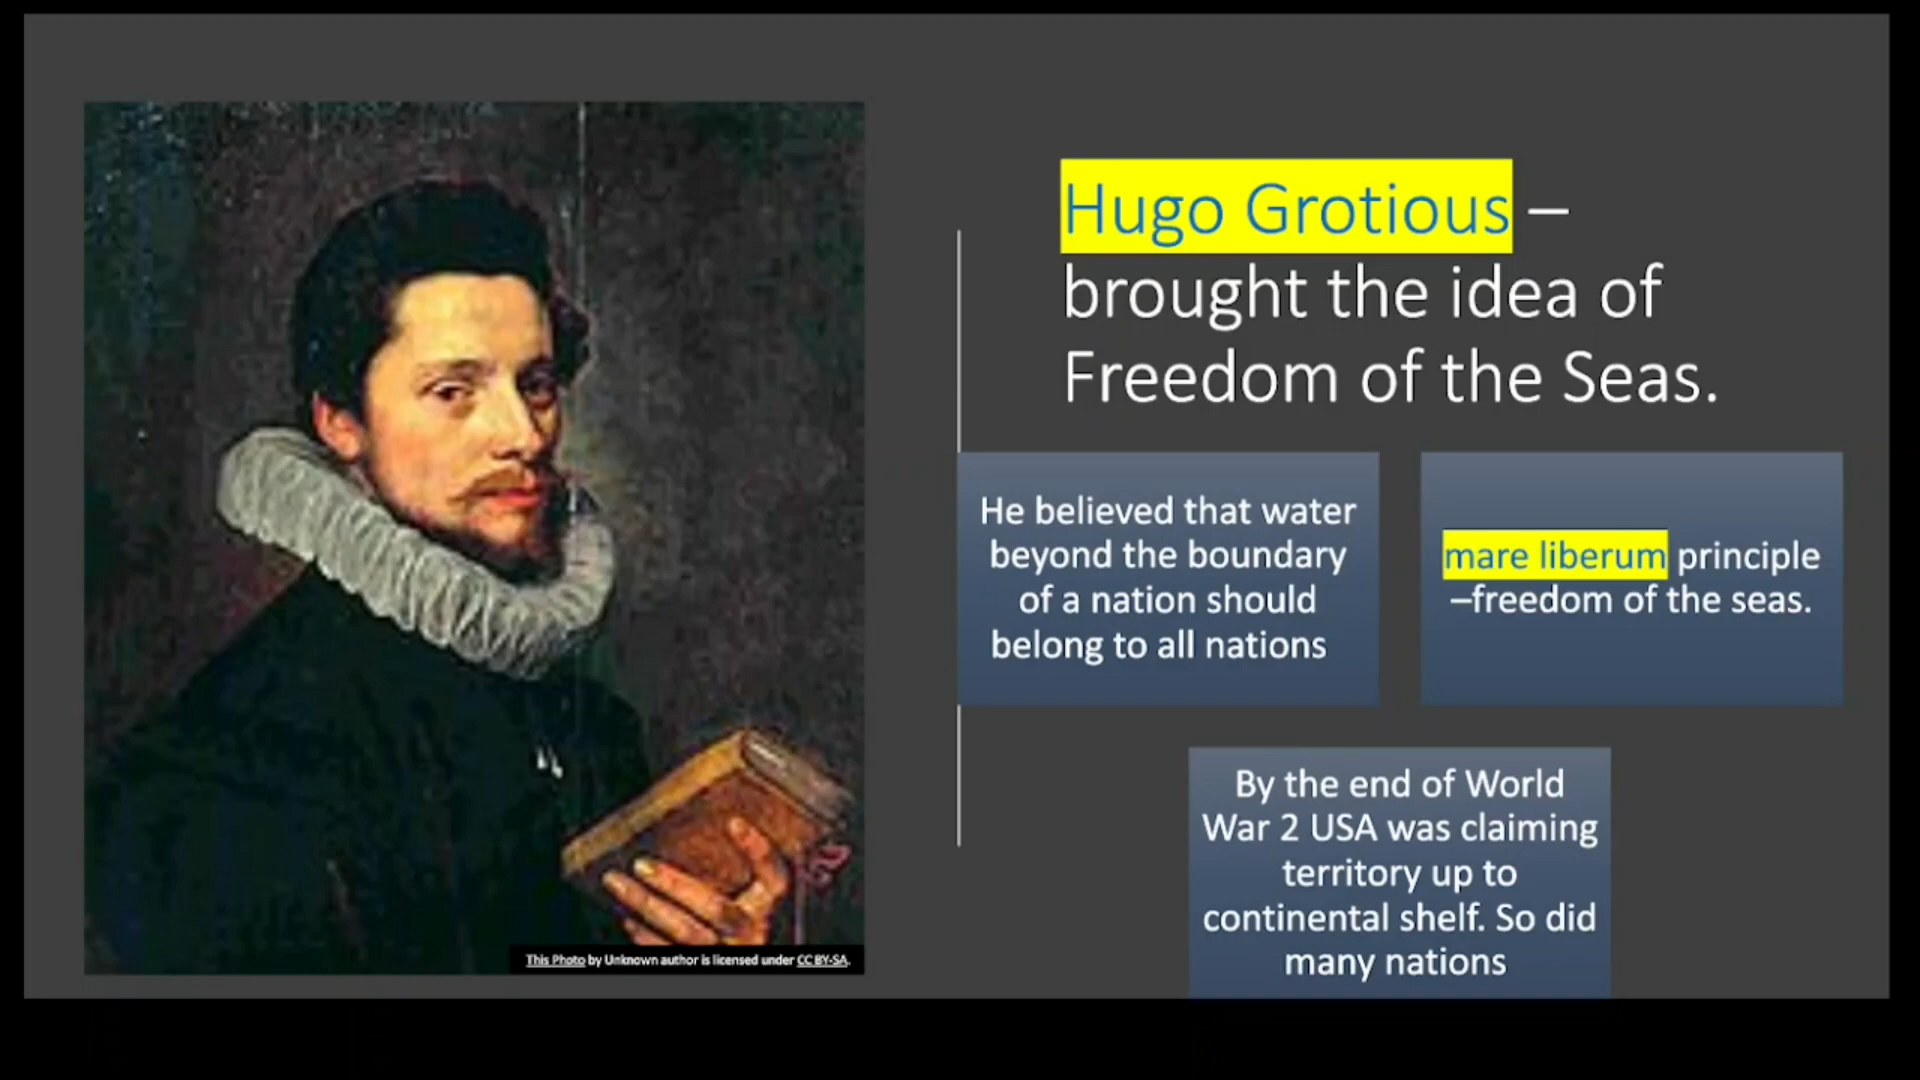 Hugo Grotious –
brought the idea of
Freedom of the Seas.
He believed that water
beyond the boundary
of a nation should
belong to all nations
mare liberum principle
–freedom of the seas.
By the end of World
War 2 USA was claiming
territory up to
continental shelf. So did
many nations
This Photo by Unknown author is licensed under CC BY-SA.